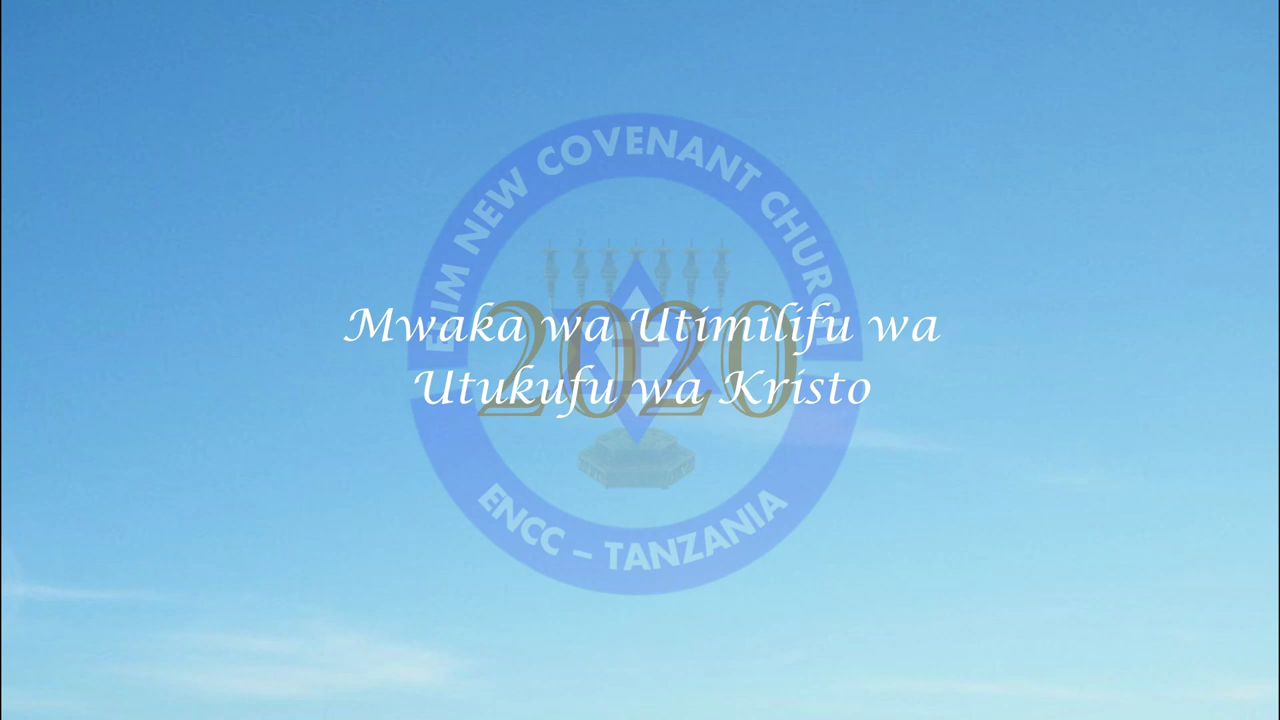 ELIM NEW COVENANT CHURCH
2020
Mwaka wa Utimilifu wa
Utukufu wa Kristo
ENCC – TANZANIA